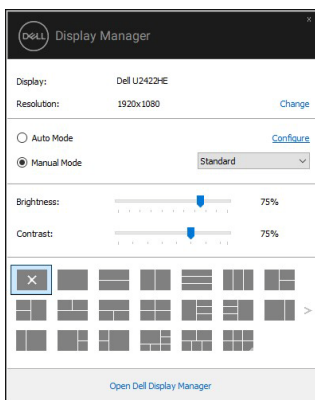 x
DELL Display Manager
Display: Dell U2422HE
Resolution: 1920x1080 Change
Auto Mode Configure
Manual Mode Standard
Brightness: 75%
Contrast: 75%
Open Dell Display Manager